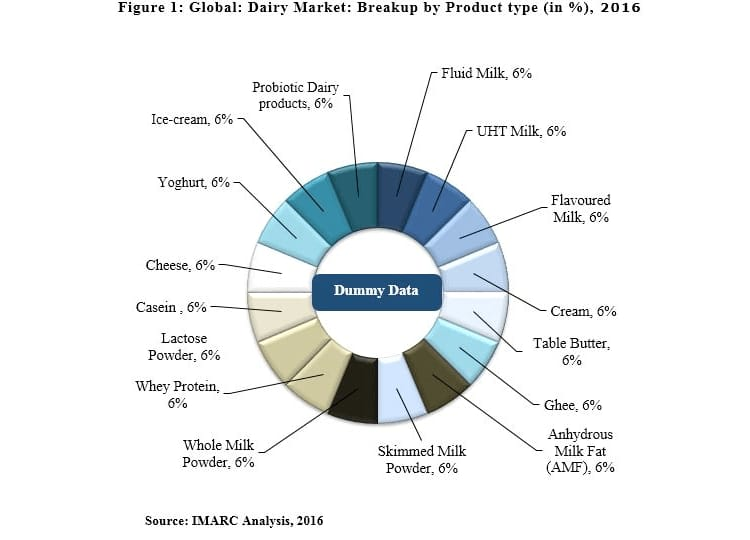 Figure 1: Global: Dairy Market: Breakup by Product type (in %), 2016
Fluid Milk, 6%
UHT Milk, 6%
Flavoured
Milk, 6%
Cream, 6%
Table Butter,
6%
Ghee, 6%
Anhydrous
Milk Fat
(AMF), 6%
Skimmed Milk
Powder, 6%
Whole Milk
Powder, 6%
Whey Protein,
6%
Lactose
Powder, 6%
Casein , 6%
Cheese, 6%
Yoghurt, 6%
Ice-cream, 6%
Probiotic Dairy
products, 6%
Dummy Data
Source: IMARC Analysis, 2016